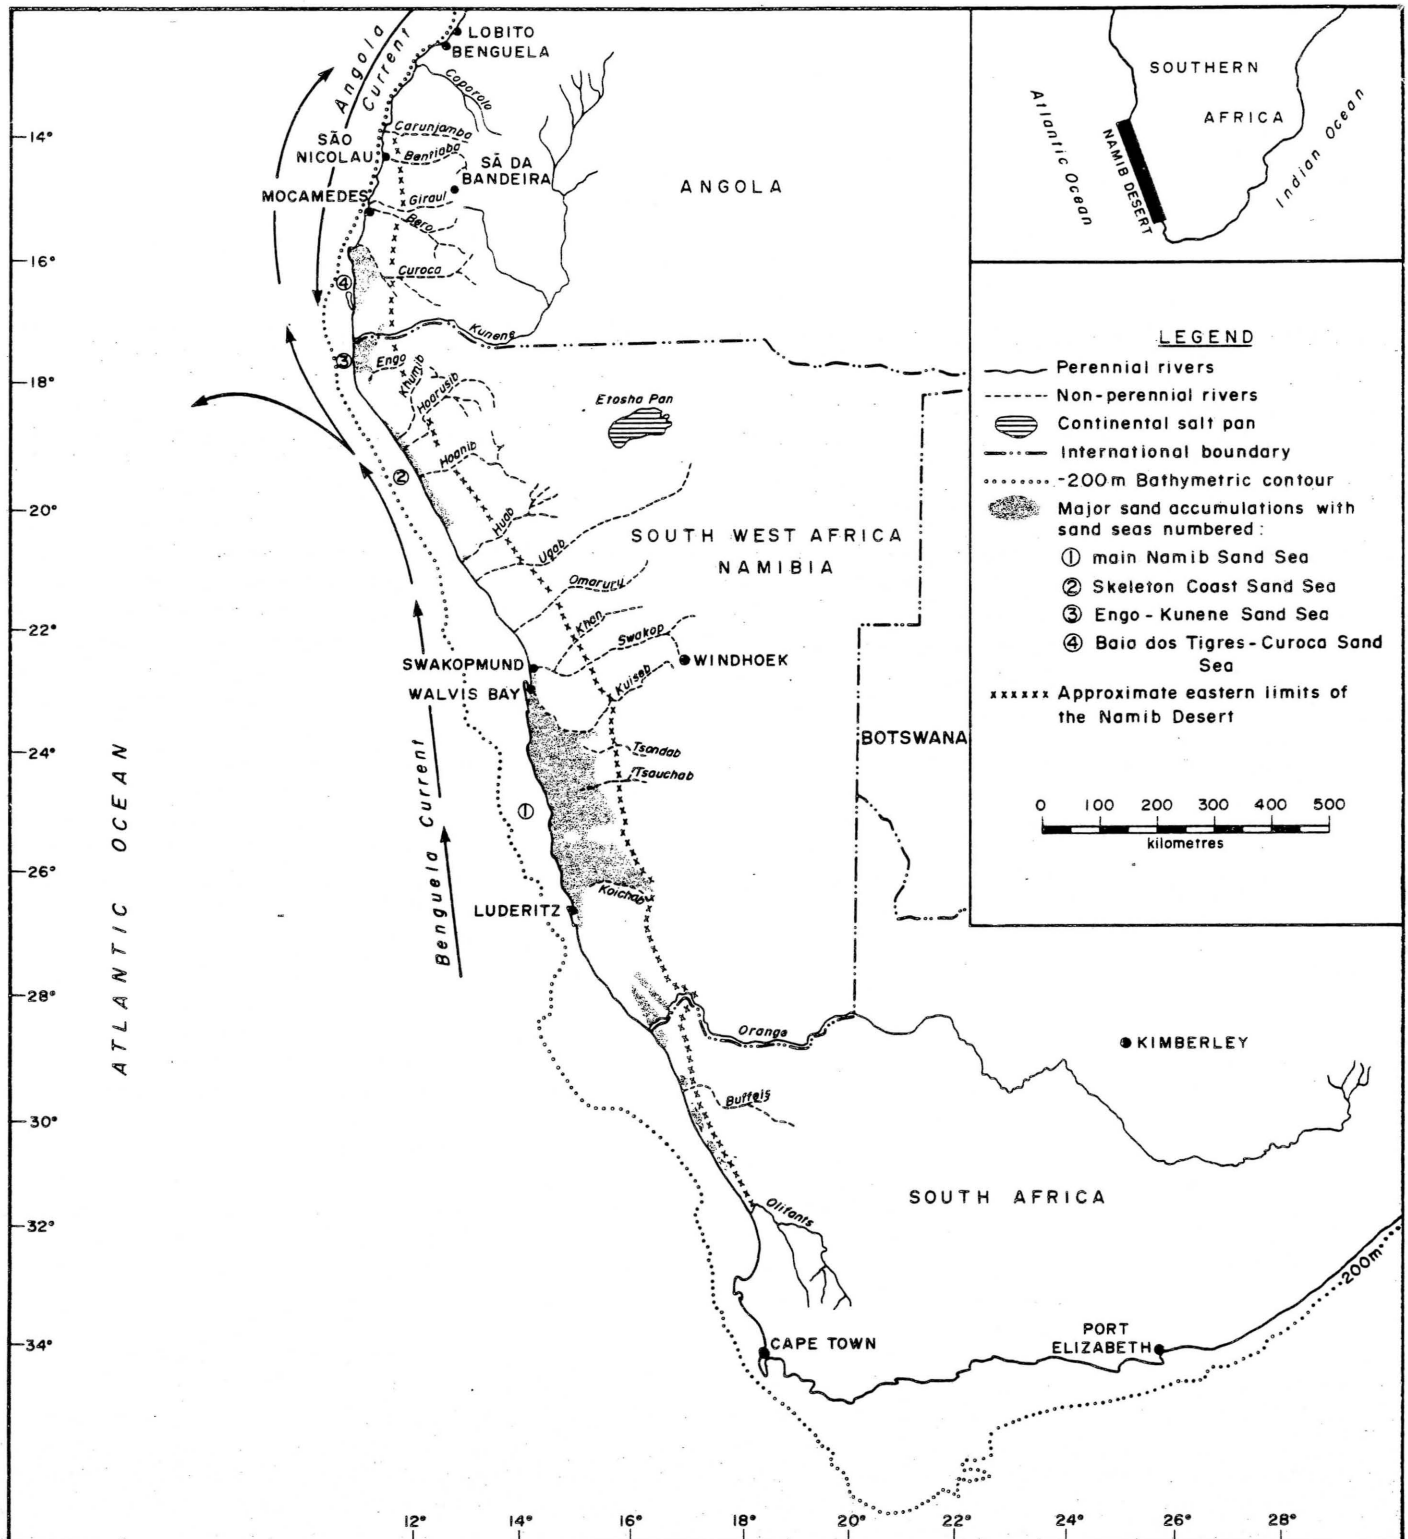 LOBITO
BENGUELA
Angola
Current
Coporolo
14°
Carunjamba
SÃO
NICOLAU
Bentiaba
SÃ DA
BANDEIRA
MOCAMEDES
Giraul
Bero
ANGOLA
16°
Curoca
④
Kunene
③
Engo
18°
Khumib
Hoarusib
Etosha Pan
Hoanib
②
20°
Huab
Ugab
SOUTH WEST AFRICA
NAMIBIA
Omaruru
22°
Khan
Swakop
SWAKOPMUND
WINDHOEK
WALVIS BAY
Kuiseb
24°
Tsondab
BOTSWANA
Tsauchab
①
ATLANTIC OCEAN
Benguela Current
26°
Koichab
LUDERITZ
28°
Orange
KIMBERLEY
30°
Buffels
SOUTH AFRICA
32°
Olifants
200m
34°
CAPE TOWN
PORT
ELIZABETH
12°
14°
16°
18°
20°
22°
24°
26°
28°
SOUTHERN
AFRICA
Atlantic Ocean
NAMIB DESERT
Indian Ocean
LEGEND
Perennial rivers
Non-perennial rivers
Continental salt pan
International boundary
-200m Bathymetric contour
Major sand accumulations with
sand seas numbered:
① main Namib Sand Sea
② Skeleton Coast Sand Sea
③ Engo-Kunene Sand Sea
④ Baia dos Tigres-Curoca Sand
Sea
Approximate eastern limits of
the Namib Desert
0 100 200 300 400 500
kilometres